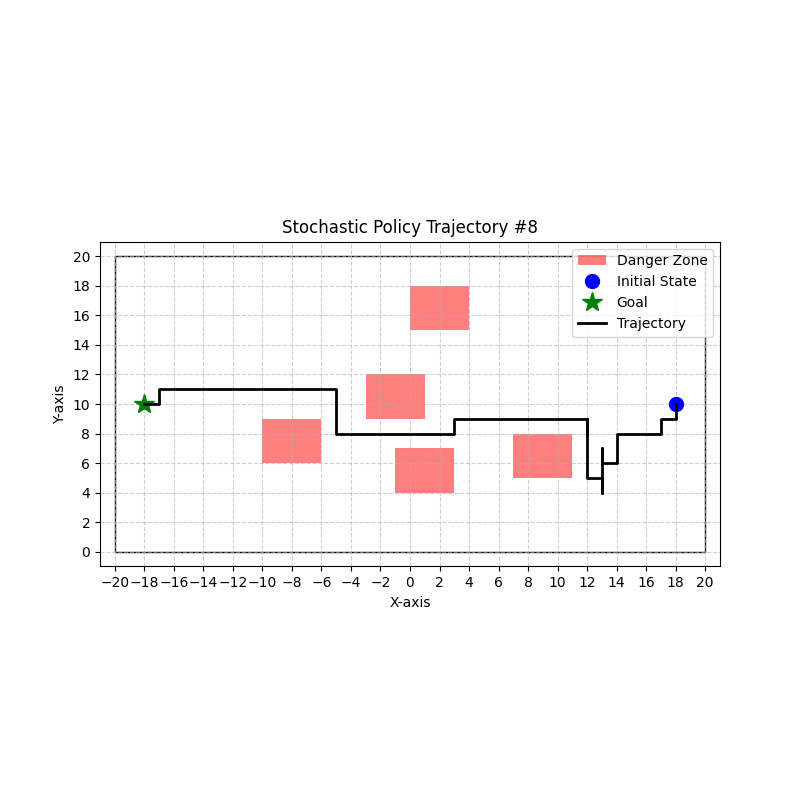 Stochastic Policy Trajectory #8
Danger Zone
Initial State
Goal
Trajectory
Y-axis
20
18
16
14
12
10
8
6
4
2
0
−20 −18 −16 −14 −12 −10 −8 −6 −4 −2 0 2 4 6 8 10 12 14 16 18 20
X-axis